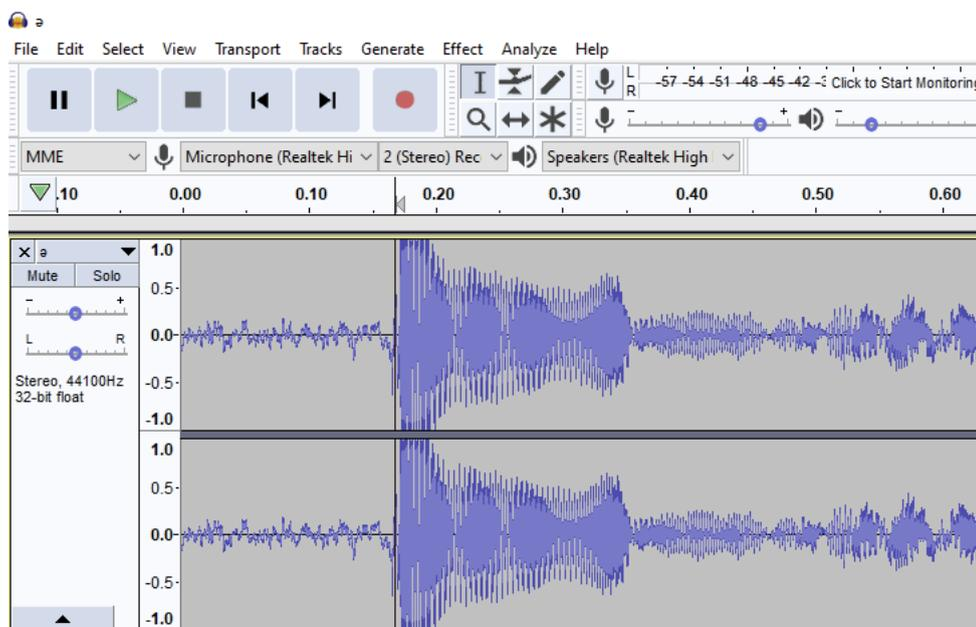 ə
File Edit Select View Transport Tracks Generate Effect Analyze Help
L
R
-57 -54 -51 -48 -45 -42 -3 Click to Start Monitoring
- +
-
MME Microphone (Realtek Hi 2 (Stereo) Rec Speakers (Realtek High
.10 0.00 0.10 0.20 0.30 0.40 0.50 0.60
× ə
Mute Solo
- +
L R
Stereo, 44100Hz
32-bit float
1.0
0.5
0.0
-0.5
-1.0
1.0
0.5
0.0
-0.5
-1.0